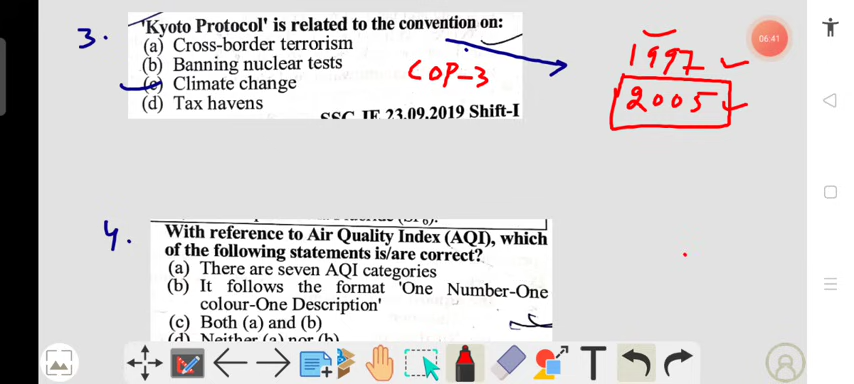 06:41
3.
'Kyoto Protocol' is related to the convention on:
(a) Cross-border terrorism
(b) Banning nuclear tests
(c) Climate change
(d) Tax havens
COP-3
1997
2005
SSC JE 23.09.2019 Shift-I
4.
With reference to Air Quality Index (AQI), which
of the following statements is/are correct?
(a) There are seven AQI categories
(b) It follows the format 'One Number-One
colour-One Description'
(c) Both (a) and (b)
(d) Neither (a) nor (b)
T